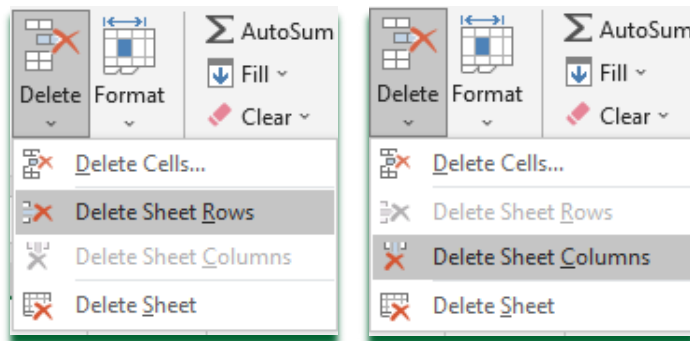 AutoSum
Fill
Delete Format
Clear
Delete Cells...
Delete Sheet Rows
Delete Sheet Columns
Delete Sheet
AutoSum
Fill
Delete Format
Clear
Delete Cells...
Delete Sheet Rows
Delete Sheet Columns
Delete Sheet